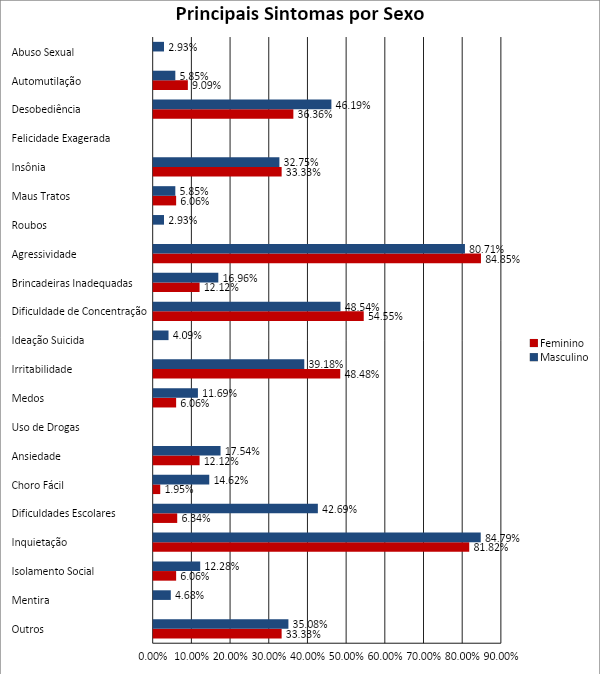 Principais Sintomas por Sexo
Abuso Sexual
2.93%
Automutilação
5.85%
9.09%
Desobediência
46.19%
36.36%
Felicidade Exagerada
Insônia
32.75%
33.33%
Maus Tratos
5.85%
6.06%
Roubos
2.93%
Agressividade
80.71%
84.85%
Brincadeiras Inadequadas
16.96%
12.12%
Dificuldade de Concentração
48.54%
54.55%
Ideação Suicida
4.09%
Irritabilidade
39.18%
48.48%
Medos
11.69%
6.06%
Uso de Drogas
Ansiedade
17.54%
12.12%
Choro Fácil
14.62%
1.95%
Dificuldades Escolares
42.69%
6.34%
Inquietação
84.79%
81.82%
Isolamento Social
12.28%
6.06%
Mentira
4.68%
Outros
35.08%
33.33%
Feminino
Masculino
0.00% 10.00% 20.00% 30.00% 40.00% 50.00% 60.00% 70.00% 80.00% 90.00%